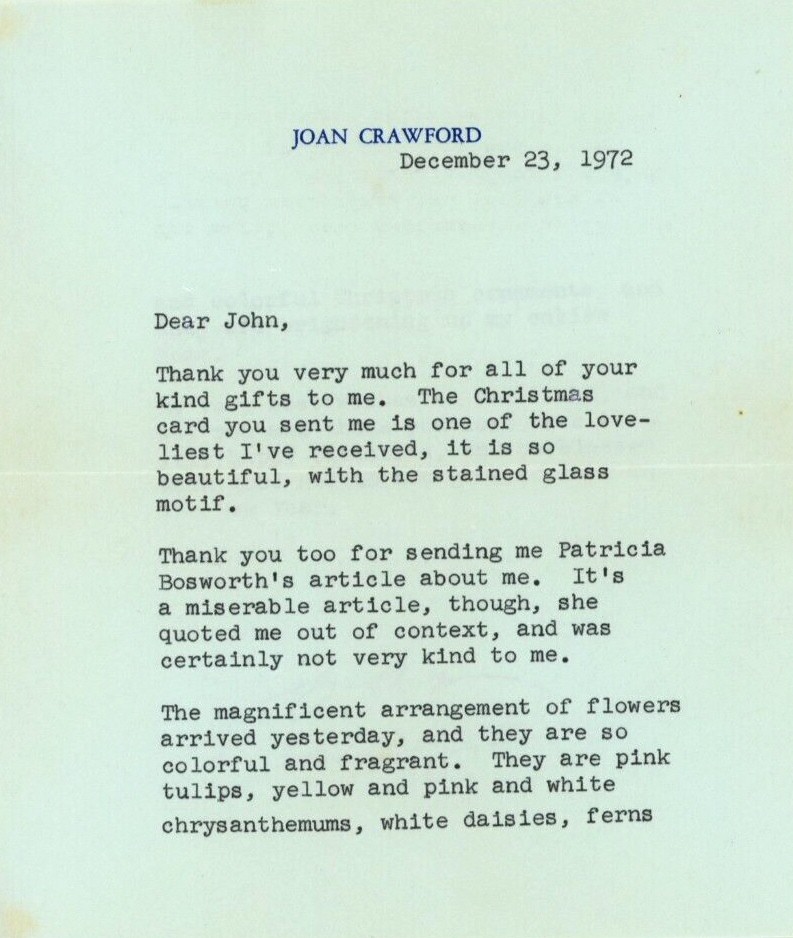 JOAN CRAWFORD
December 23, 1972
Dear John,
Thank you very much for all of your
kind gifts to me. The Christmas
card you sent me is one of the love-
liest I've received, it is so
beautiful, with the stained glass
motif.
Thank you too for sending me Patricia
Bosworth's article about me. It's
a miserable article, though, she
quoted me out of context, and was
certainly not very kind to me.
The magnificent arrangement of flowers
arrived yesterday, and they are so
colorful and fragrant. They are pink
tulips, yellow and pink and white
chrysanthemums, white daisies, ferns